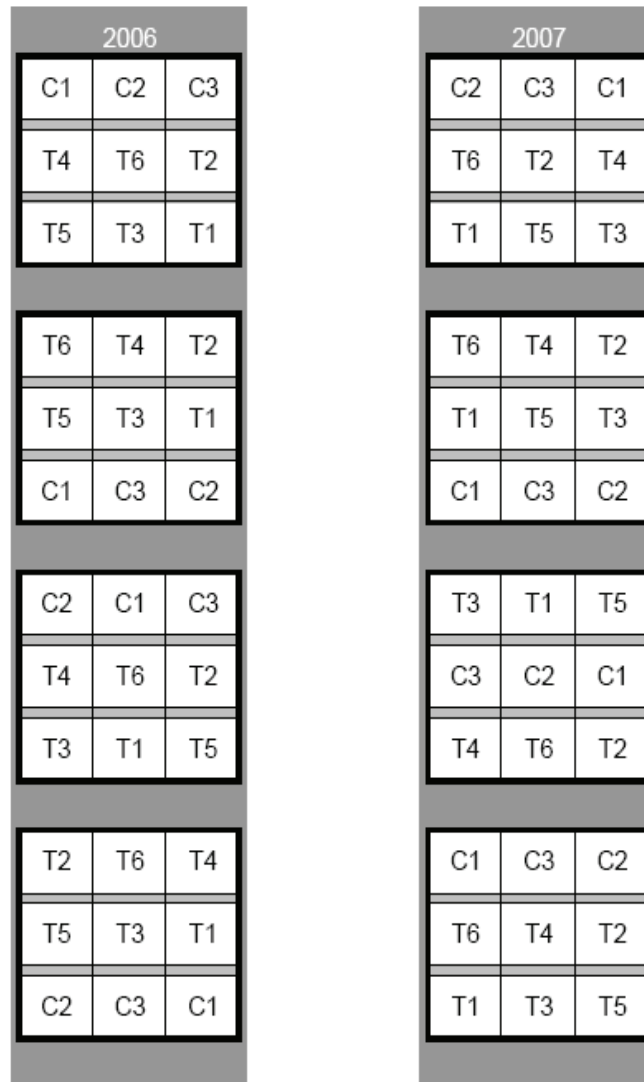 2006
C1 C2 C3
T4 T6 T2
T5 T3 T1
T6 T4 T2
T5 T3 T1
C1 C3 C2
C2 C1 C3
T4 T6 T2
T3 T1 T5
T2 T6 T4
T5 T3 T1
C2 C3 C1
2007
C2 C3 C1
T6 T2 T4
T1 T5 T3
T6 T4 T2
T1 T5 T3
C1 C3 C2
T3 T1 T5
C3 C2 C1
T4 T6 T2
C1 C3 C2
T6 T4 T2
T1 T3 T5